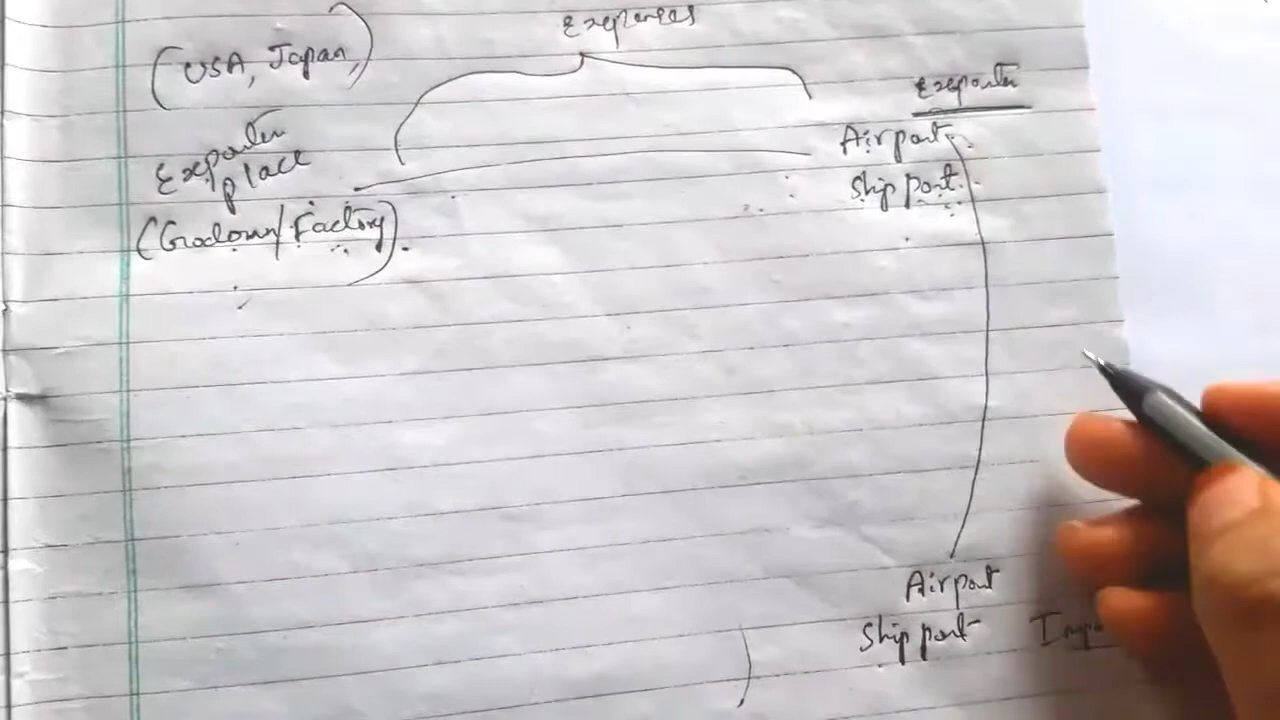 Expenses
(USA, Japan,)
Exporter
Exporter
place
(Godown/Factory)
Airport
Ship port
Airport
Ship port